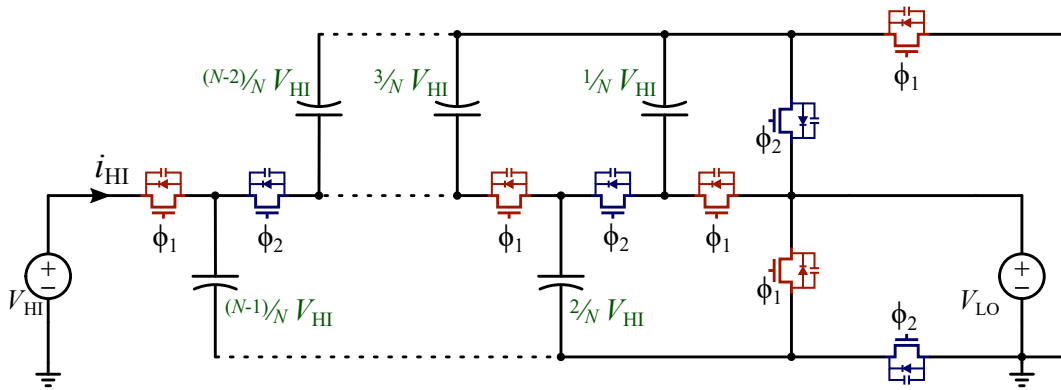 ϕ1
(N-2)/N VHI
3/N VHI
1/N VHI
ϕ2
iHI
ϕ1
ϕ2
ϕ1
ϕ2
ϕ1
VHI
(N-1)/N VHI
2/N VHI
ϕ1
VLO
ϕ2